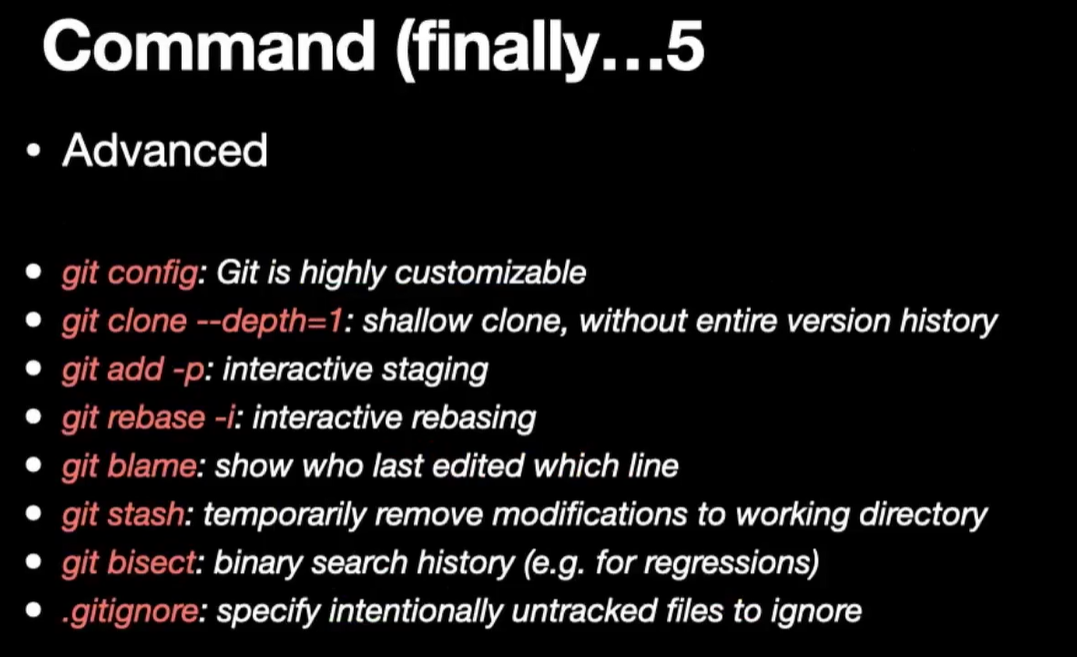 Command (finally…5
• Advanced
• git config: Git is highly customizable
• git clone --depth=1: shallow clone, without entire version history
• git add -p: interactive staging
• git rebase -i: interactive rebasing
• git blame: show who last edited which line
• git stash: temporarily remove modifications to working directory
• git bisect: binary search history (e.g. for regressions)
• .gitignore: specify intentionally untracked files to ignore